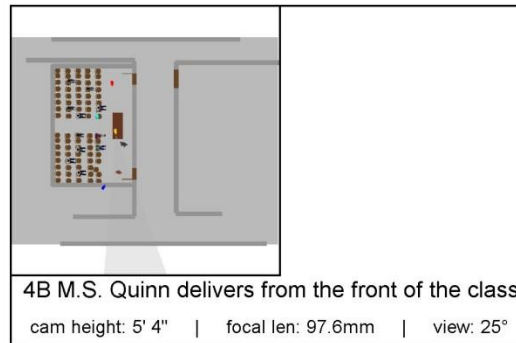 4B M.S. Quinn delivers from the front of the class
cam height: 5' 4" | focal len: 97.6mm | view: 25°